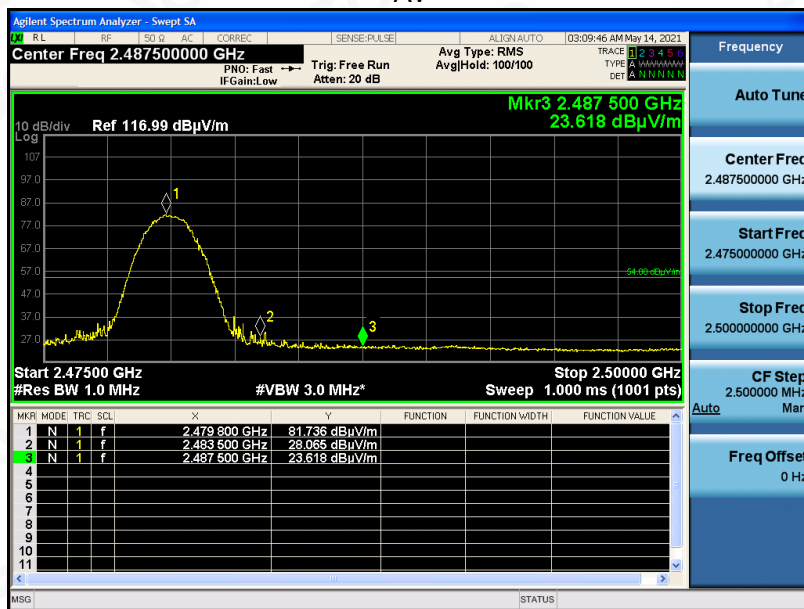 Agilent Spectrum Analyzer - Swept SA
LXI RL RF 50 Ω AC CORREC SENSE:PULSE ALIGN AUTO 03:09:46 AM May 14, 2021
Center Freq 2.487500000 GHz
PNO: Fast
IFGain:Low
Trig: Free Run
Atten: 20 dB
Avg Type: RMS
Avg|Hold: 100/100
TRACE 1 2 3 4 5 6
TYPE A WWWWW
DET A N N N N N
Frequency
Auto Tune
Center Freq
2.487500000 GHz
Start Freq
2.475000000 GHz
Stop Freq
2.500000000 GHz
CF Step
2.500000 MHz
Auto Man
Freq Offset
0 Hz
Mkr3 2.487 500 GHz
23.618 dBµV/m
10 dB/div Ref 116.99 dBµV/m
Log
107
97.0
87.0
77.0
67.0
57.0
47.0
37.0
27.0
1
2
3
54.00 dBµV/m
Start 2.47500 GHz Stop 2.50000 GHz
#Res BW 1.0 MHz #VBW 3.0 MHz* Sweep 1.000 ms (1001 pts)
MKR MODE TRC SCL X Y FUNCTION FUNCTION WIDTH FUNCTION VALUE
1 N 1 f 2.479 800 GHz 81.736 dBµV/m
2 N 1 f 2.483 500 GHz 28.065 dBµV/m
3 N 1 f 2.487 500 GHz 23.618 dBµV/m
4
5
6
7
8
9
10
11
MSG STATUS